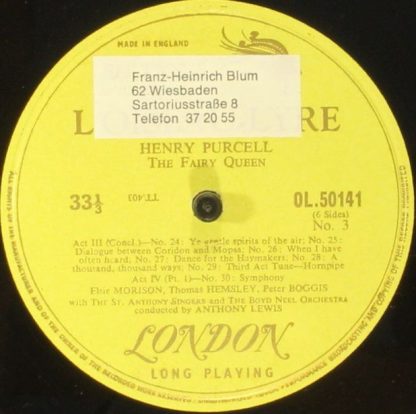 MADE IN ENGLAND
Franz-Heinrich Blum
62 Wiesbaden
Sartoriusstraße 8
Telefon 37 20 55
L
RE
HENRY PURCELL
THE FAIRY QUEEN
33⅓
OL.50141
(6 Sides)
No. 3
Act III (Concl.)—No. 24: Ye gentle spirits of the air; No. 25:
Dialogue between Coridon and Mopsa; No. 26: When I have
often heard; No. 27: Dance for the Haymakers; No. 28: A
thousand, thousand ways; No. 29: Third Act Tune—Hornpipe
Act IV (Pt. 1)—No. 30: Symphony
Elsie MORISON, Thomas HEMSLEY, Peter BOGGIS
with THE ST. ANTHONY SINGERS and THE BOYD NEEL ORCHESTRA
conducted by ANTHONY LEWIS
LONDON
LONG PLAYING